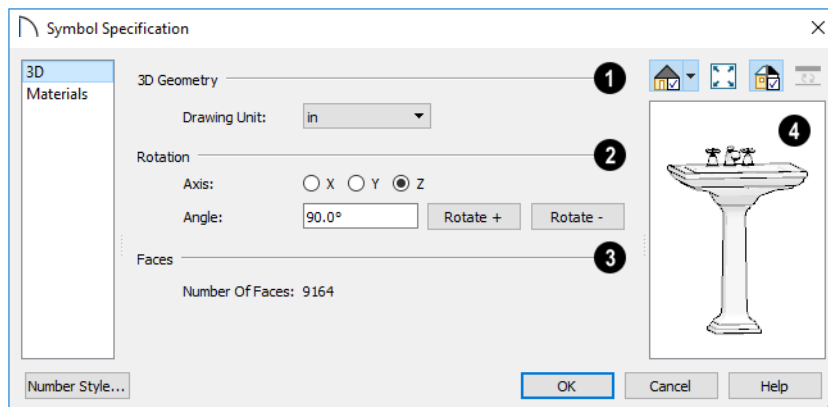 Symbol Specification
3D
Materials
3D Geometry
1
Drawing Unit:
in
Rotation
2
Axis:
X
Y
Z
Angle:
90.0°
Rotate +
Rotate -
Faces
3
Number Of Faces: 9164
4
Number Style...
OK
Cancel
Help